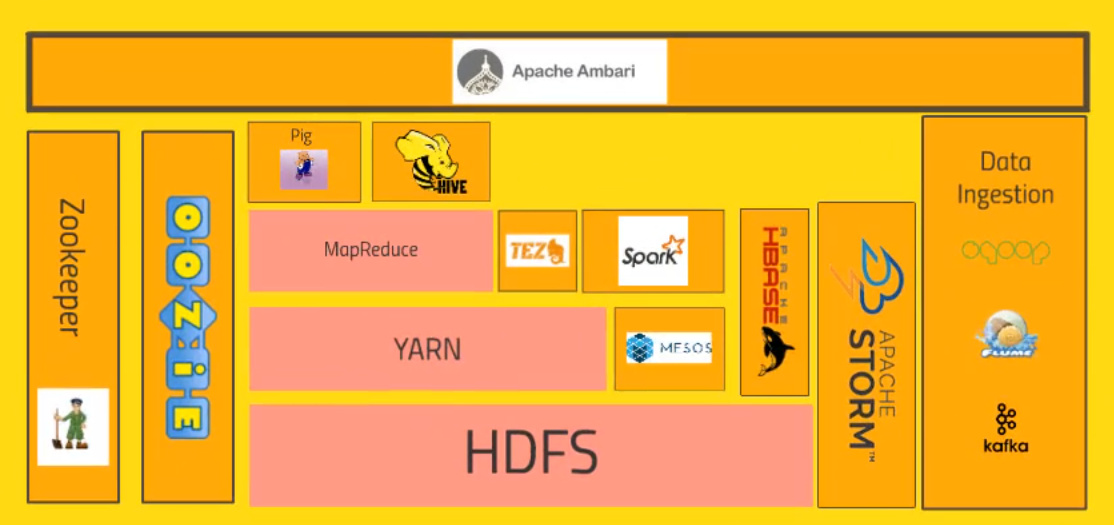 Apache Ambari
Zookeeper
OOZIE
Pig
HIVE
MapReduce
TEZ
Spark
YARN
MESOS
HDFS
APACHE
HBASE
APACHE
STORM™
Data
Ingestion
sqoop
FLUME
kafka